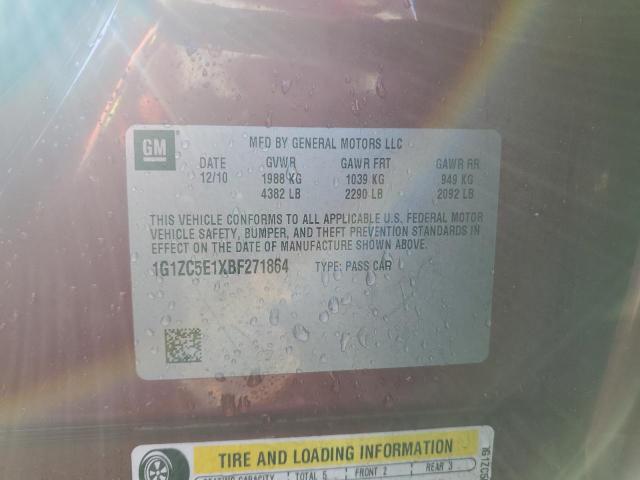 GM
MFD BY GENERAL MOTORS LLC
DATE GVWR GAWR FRT GAWR RR
12/10 1988 KG 1039 KG 949 KG
4382 LB 2290 LB 2092 LB
THIS VEHICLE CONFORMS TO ALL APPLICABLE U.S. FEDERAL MOTOR
VEHICLE SAFETY, BUMPER, AND THEFT PREVENTION STANDARDS IN
EFFECT ON THE DATE OF MANUFACTURE SHOWN ABOVE.
1G1ZC5E1XBF271864 TYPE: PASS CAR
TIRE AND LOADING INFORMATION
SEATING CAPACITY TOTAL 5 FRONT 2 REAR 3
1G1ZC5